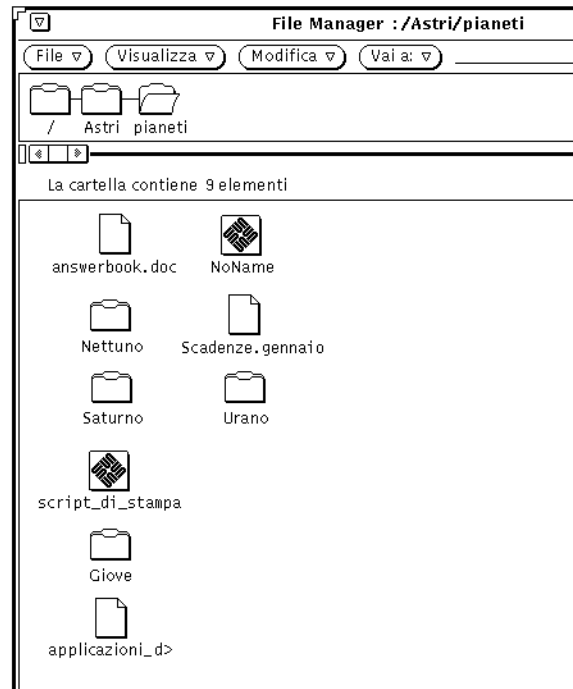 File Manager : /Astri/pianeti
File Visualizza Modifica Vai a:
/ Astri pianeti
La cartella contiene 9 elementi
answerbook.doc NoName
Nettuno Scadenze.gennaio
Saturno Urano
script_di_stampa
Giove
applicazioni_d>